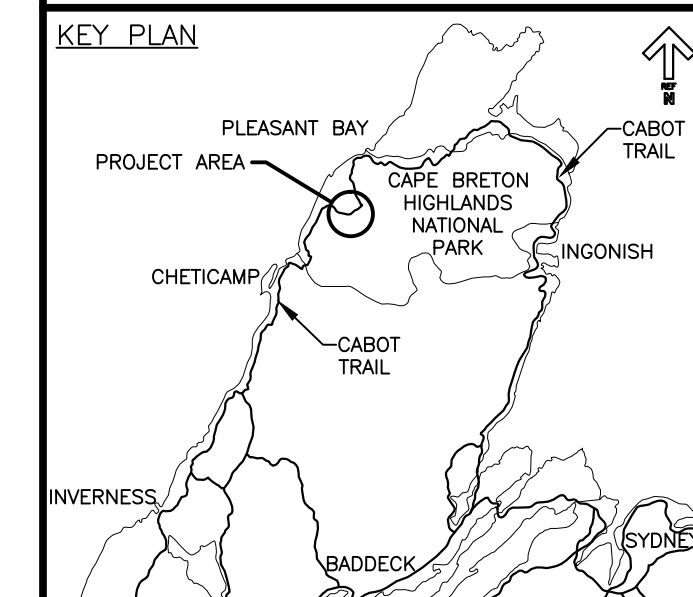 KEY PLAN
REF
N
PLEASANT BAY
CABOT
TRAIL
PROJECT AREA
CAPE BRETON
HIGHLANDS
NATIONAL
PARK
INGONISH
CHETICAMP
CABOT
TRAIL
INVERNESS
SYDNEY
BADDECK